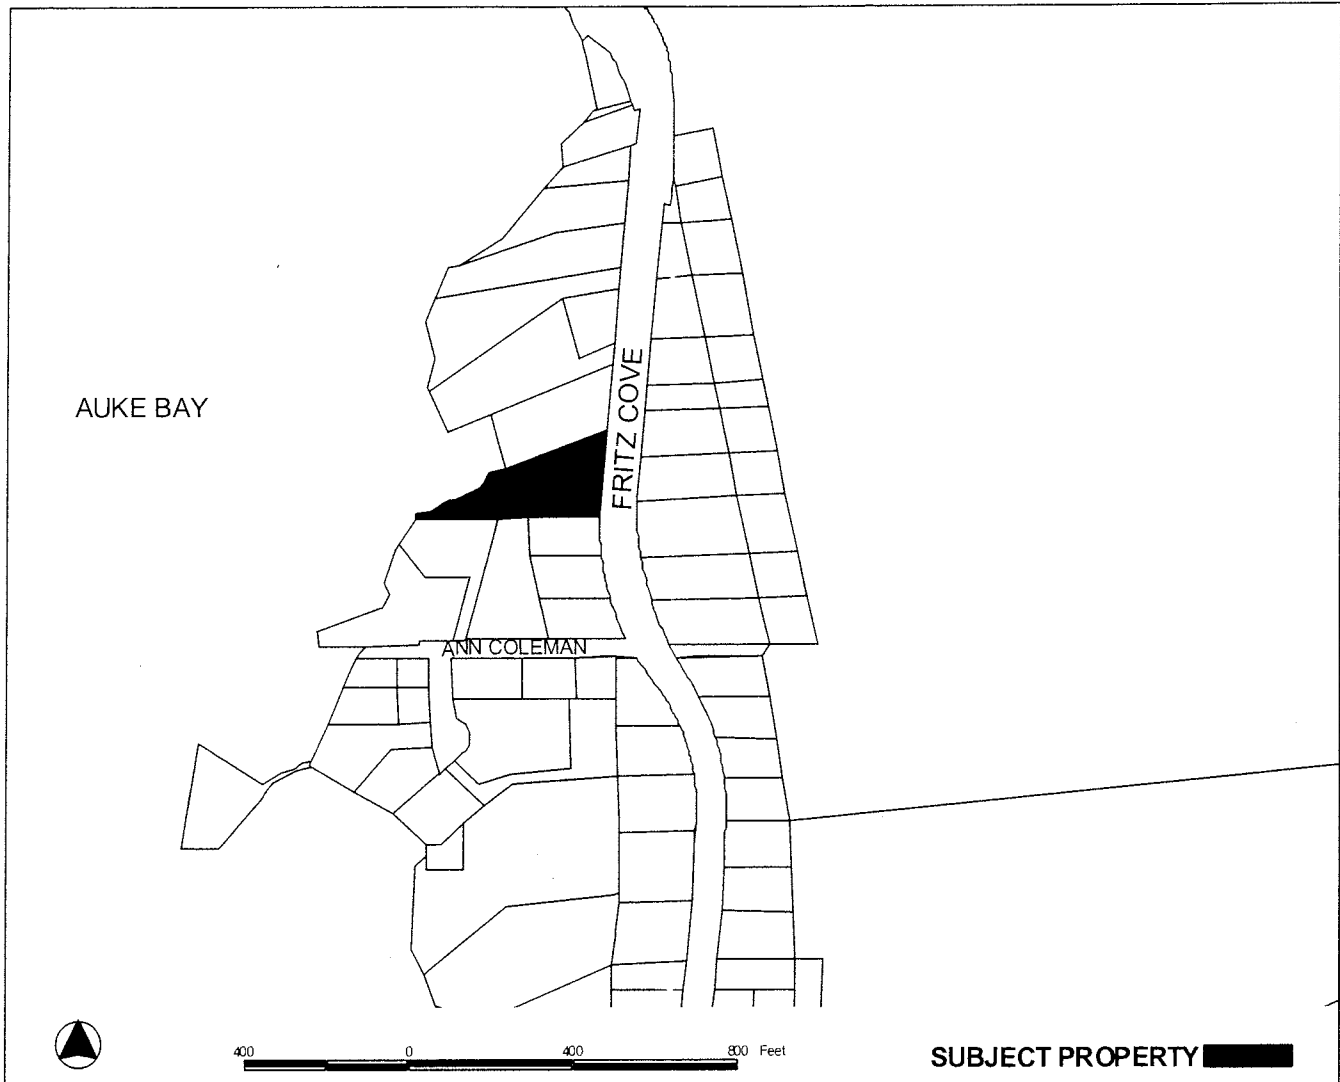 AUKE BAY
FRITZ COVE
ANN COLEMAN
400 0 400 800 Feet
SUBJECT PROPERTY